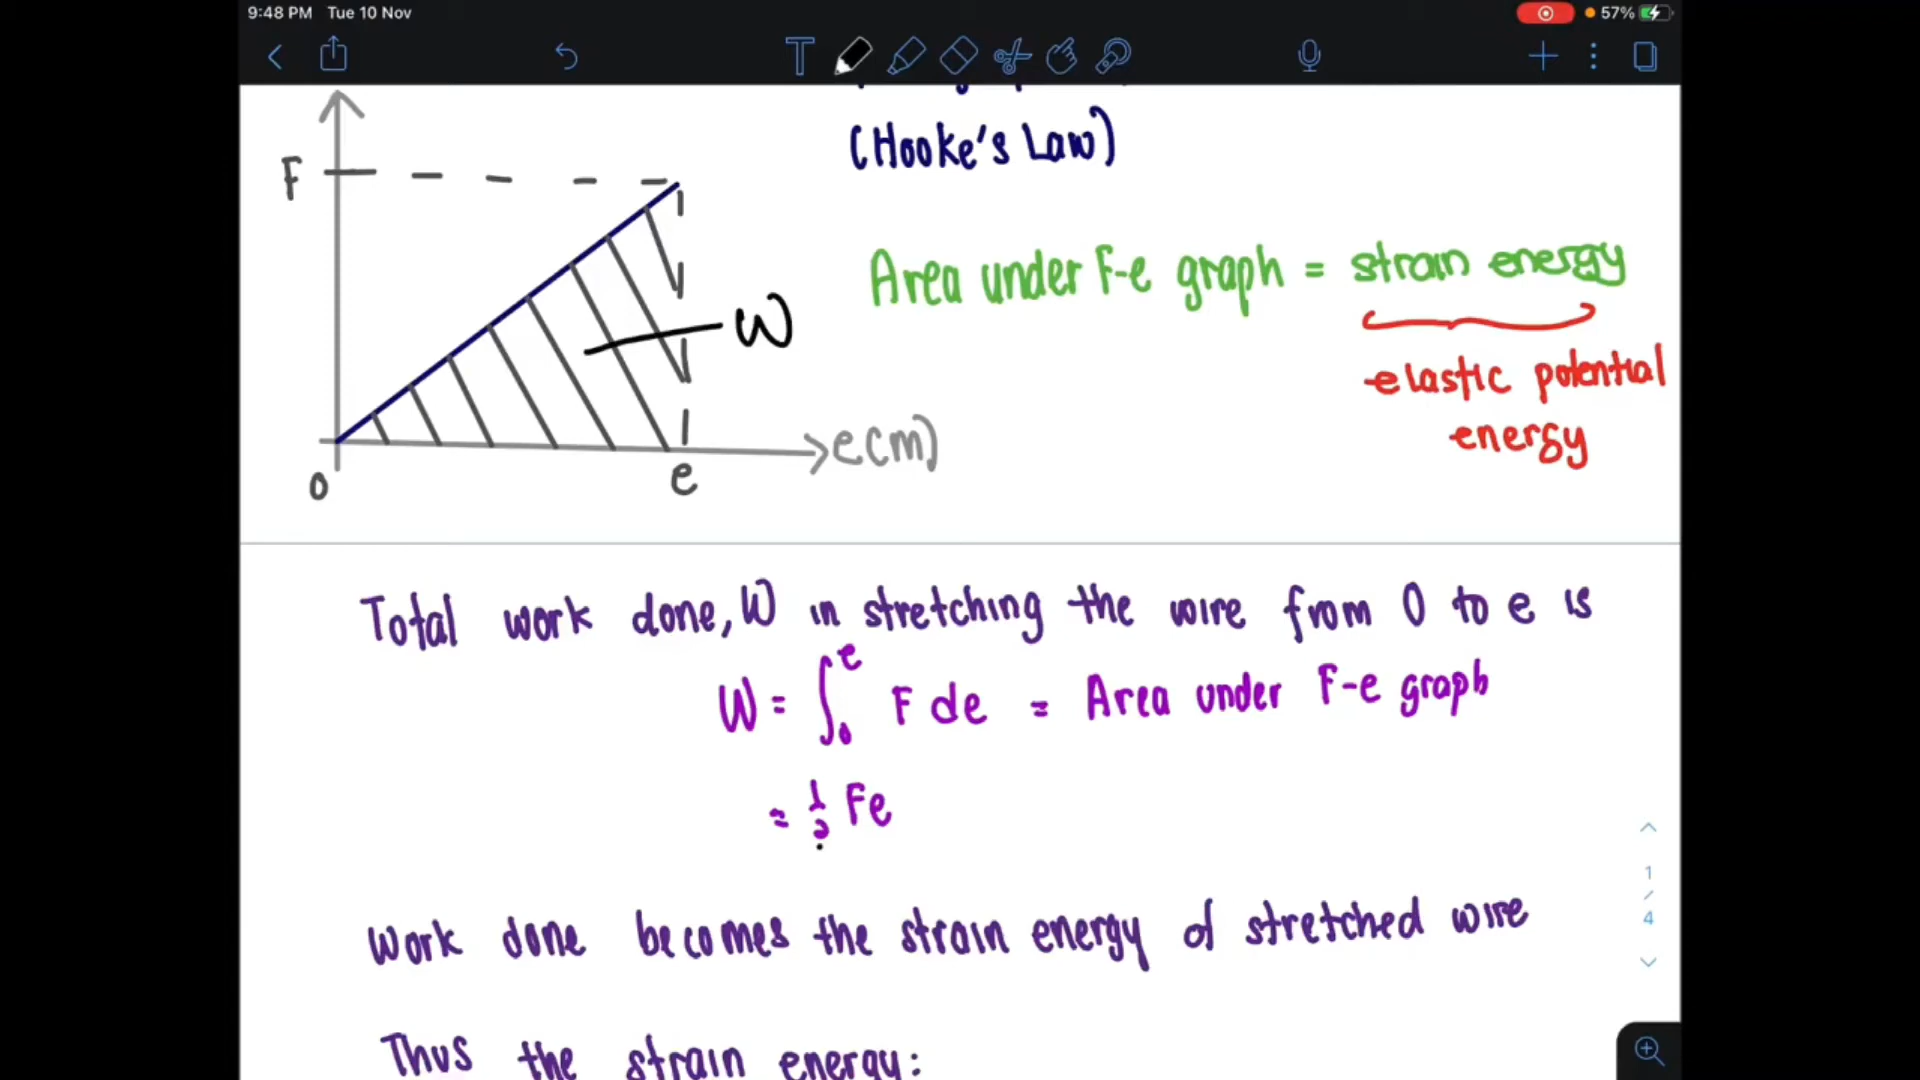 9:48 PM Tue 10 Nov
57%
T
(Hooke's Law)
F
Area under F-e graph = strain energy
W
elastic potential
energy
e(m)
0
e
Total work done, W in stretching the wire from 0 to e is
W = ∫₀ᵉ F de = Area under F-e graph
= ½ Fe
Work done becomes the strain energy of stretched wire
1
/
4
Thus the strain energy: